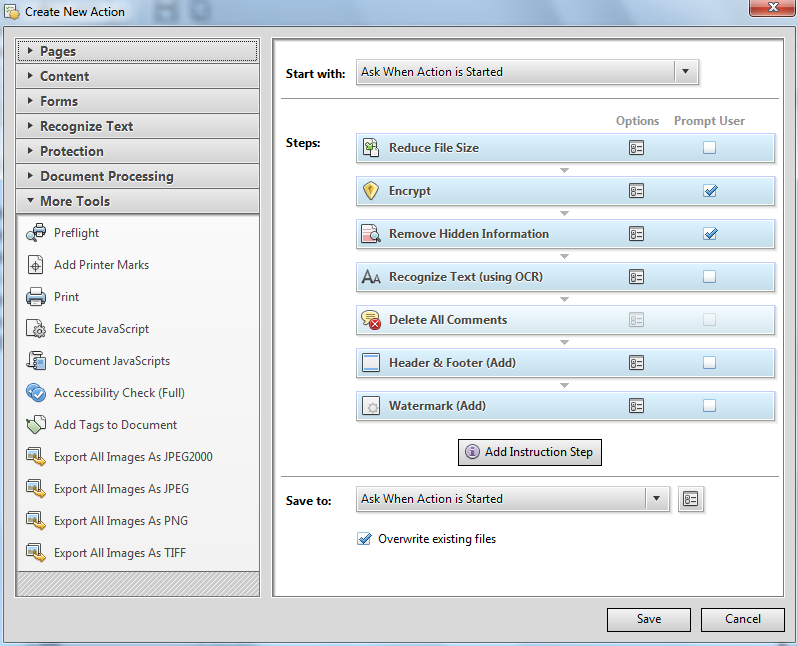 Create New Action
Pages
Content
Forms
Recognize Text
Protection
Document Processing
More Tools
Preflight
Add Printer Marks
Print
Execute JavaScript
Document JavaScripts
Accessibility Check (Full)
Add Tags to Document
Export All Images As JPEG2000
Export All Images As JPEG
Export All Images As PNG
Export All Images As TIFF
Start with: Ask When Action is Started
Options Prompt User
Steps: Reduce File Size
Encrypt
Remove Hidden Information
Recognize Text (using OCR)
Delete All Comments
Header & Footer (Add)
Watermark (Add)
Add Instruction Step
Save to: Ask When Action is Started
Overwrite existing files
Save Cancel